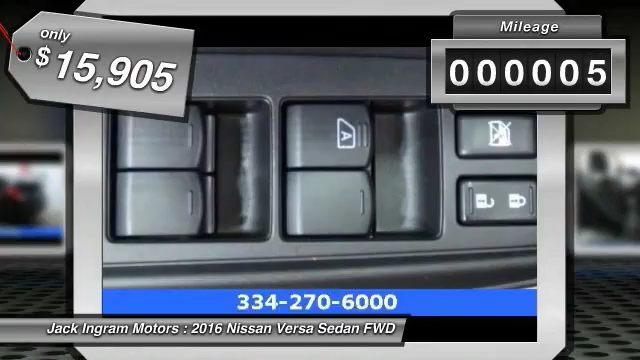 only
$15,905
Mileage
000005
A
334-270-6000
Jack Ingram Motors : 2016 Nissan Versa Sedan FWD